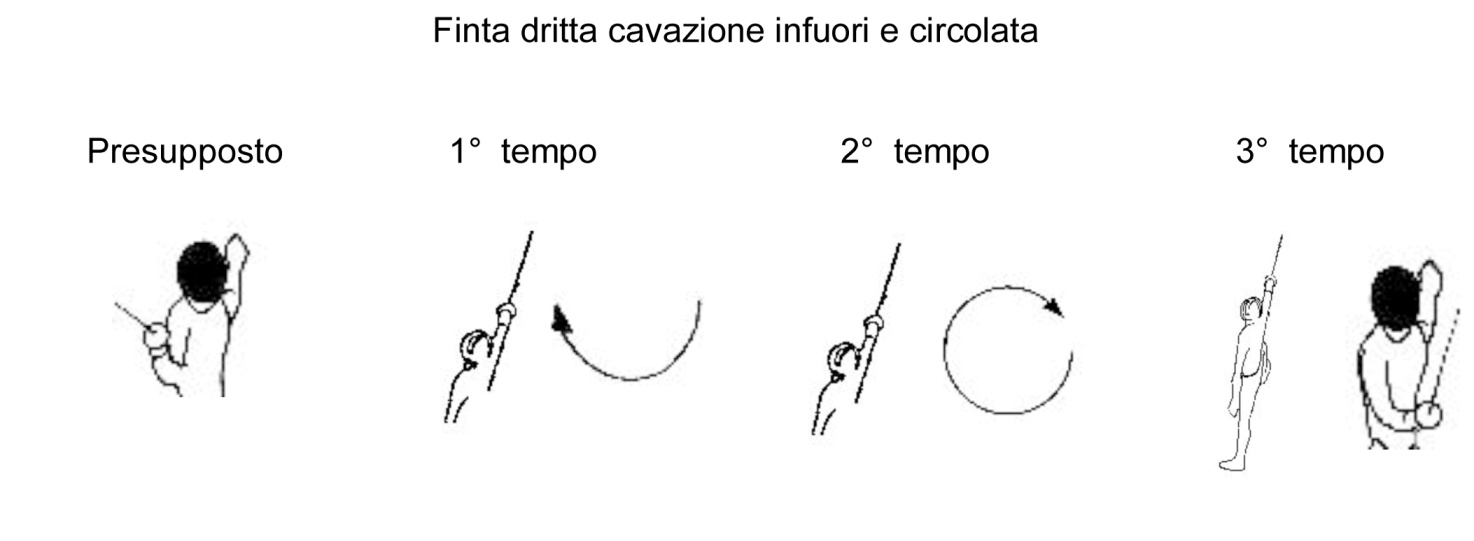 Finta dritta cavazione infuori e circolata
Presupposto 1° tempo 2° tempo 3° tempo